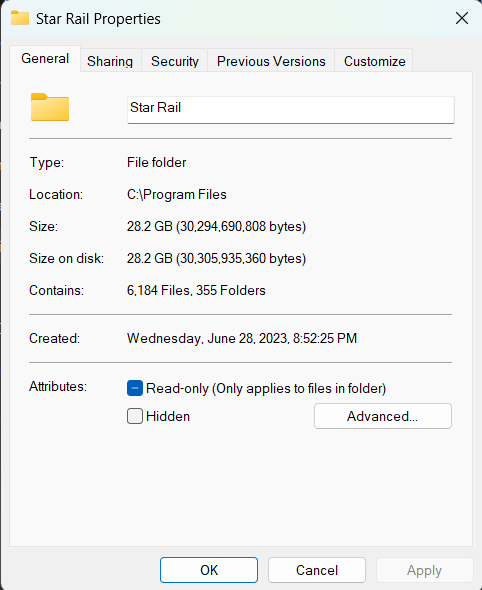 Star Rail Properties
General Sharing Security Previous Versions Customize
Star Rail
Type: File folder
Location: C:\Program Files
Size: 28.2 GB (30,294,690,808 bytes)
Size on disk: 28.2 GB (30,305,935,360 bytes)
Contains: 6,184 Files, 355 Folders
Created: Wednesday, June 28, 2023, 8:52:25 PM
Attributes: Read-only (Only applies to files in folder)
Hidden Advanced...
OK Cancel Apply